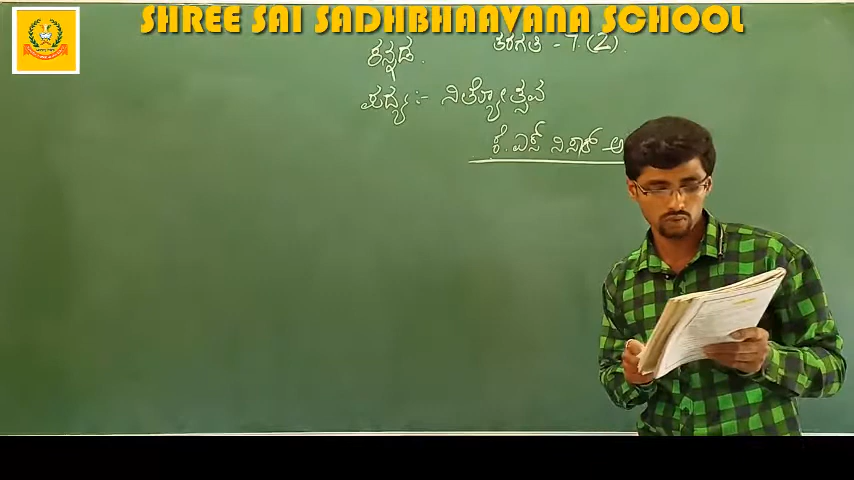 SHREE SAI SADHBHAAVANA SCHOOL
ಕನ್ನಡ. ತರಗತಿ - 7 (2).
ಪದ್ಯ :- ನಿತ್ಯೋತ್ಸವ
ಕೆ. ಎಸ್ ನಿಸಾರ್ ಅ